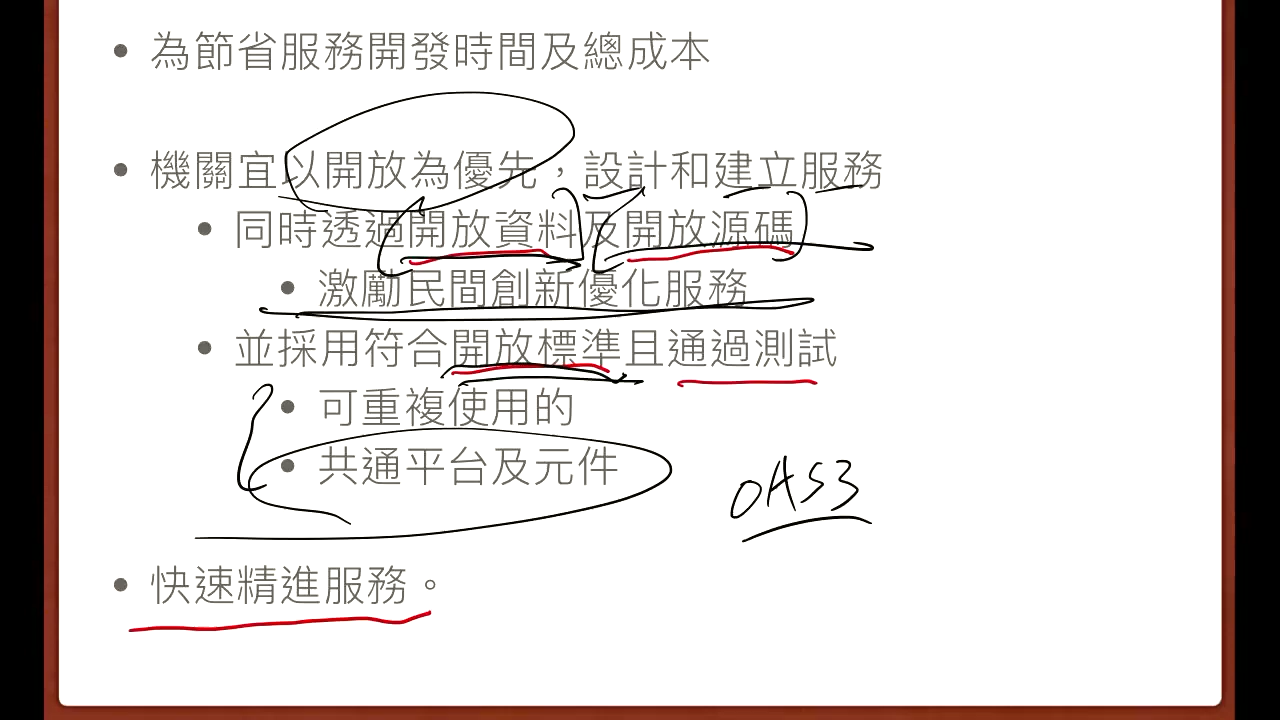 • 為節省服務開發時間及總成本
• 機關宜以開放為優先，設計和建立服務
• 同時透過開放資料及開放源碼
• 激勵民間創新優化服務
• 並採用符合開放標準且通過測試
• 可重複使用的
• 共通平台及元件
OAS3
• 快速精進服務。